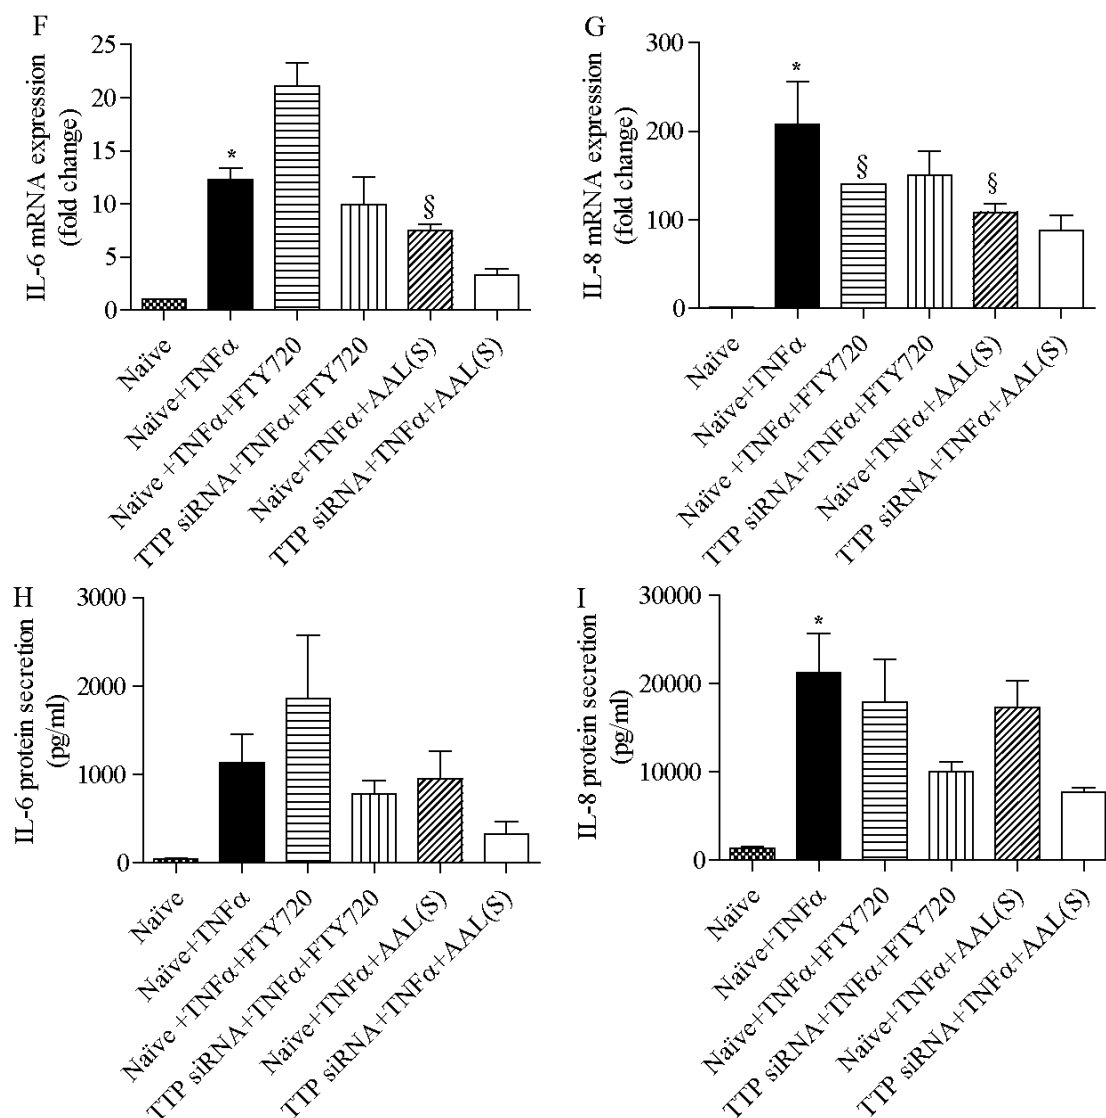 F
IL-6 mRNA expression
(fold change)
25
20
15
10
5
0
*
§
Naïve
Naïve+TNFα
Naïve +TNFα+FTY720
TTP siRNA+TNFα+FTY720
Naïve+TNFα+AAL(S)
TTP siRNA+TNFα+AAL(S)
G
IL-8 mRNA expression
(fold change)
300
200
100
0
*
§
§
Naïve
Naïve+TNFα
Naïve +TNFα+FTY720
TTP siRNA+TNFα+FTY720
Naïve+TNFα+AAL(S)
TTP siRNA+TNFα+AAL(S)
H
IL-6 protein secretion
(pg/ml)
3000
2000
1000
0
Naïve
Naïve+TNFα
Naïve +TNFα+FTY720
TTP siRNA+TNFα+FTY720
Naïve+TNFα+AAL(S)
TTP siRNA+TNFα+AAL(S)
I
IL-8 protein secretion
(pg/ml)
30000
20000
10000
0
*
Naïve
Naïve+TNFα
Naïve +TNFα+FTY720
TTP siRNA+TNFα+FTY720
Naïve+TNFα+AAL(S)
TTP siRNA+TNFα+AAL(S)